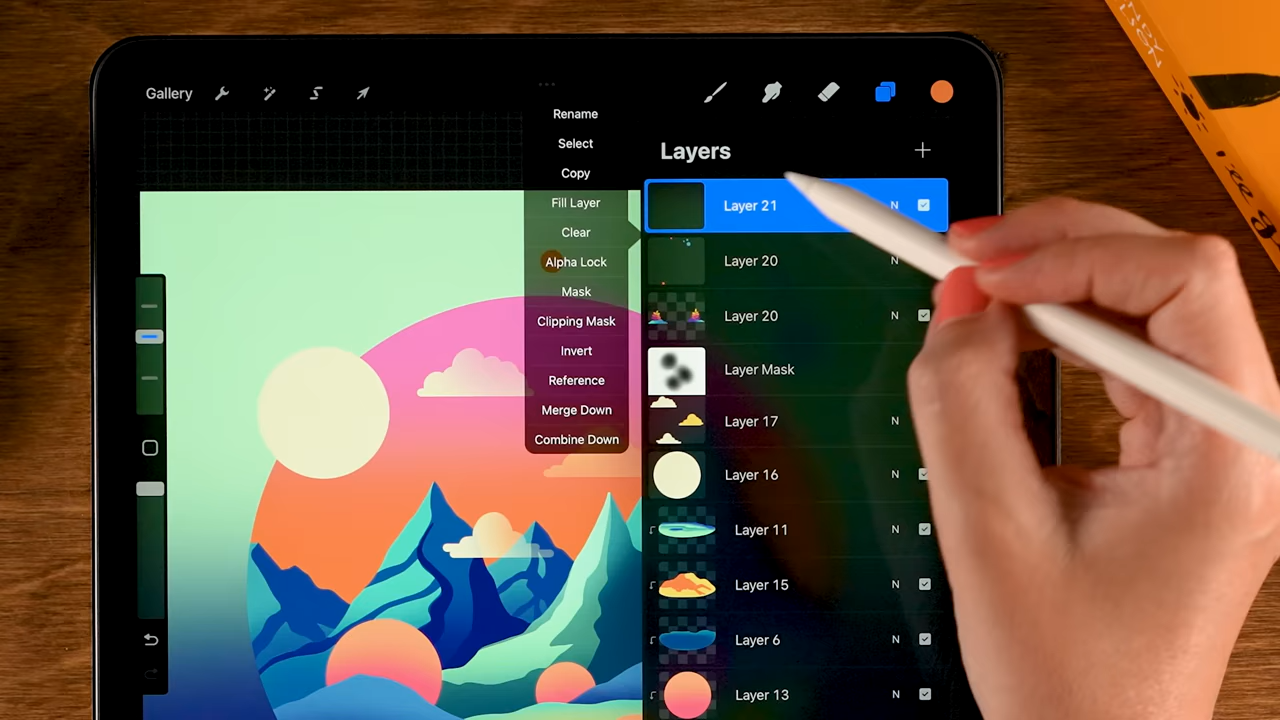 Gallery
Rename
Select
Copy
Fill Layer
Clear
Alpha Lock
Mask
Clipping Mask
Invert
Reference
Merge Down
Combine Down
Layers
Layer 21 N
Layer 20 N
Layer 20
Layer Mask
Layer 17 N
Layer 16
Layer 11 N
Layer 15 N
Layer 6 N
Layer 13 N